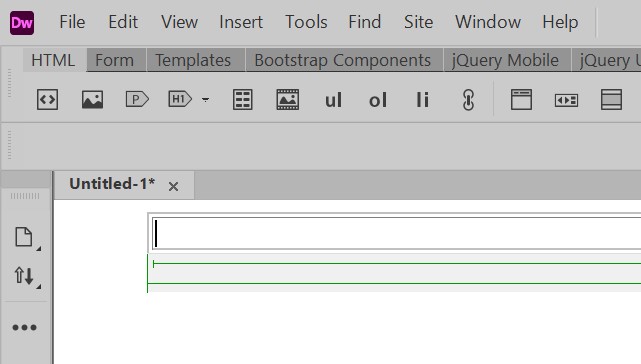 Dw File Edit View Insert Tools Find Site Window Help
HTML Form Templates Bootstrap Components jQuery Mobile jQuery U
P H1 ul ol li
Untitled-1* ×